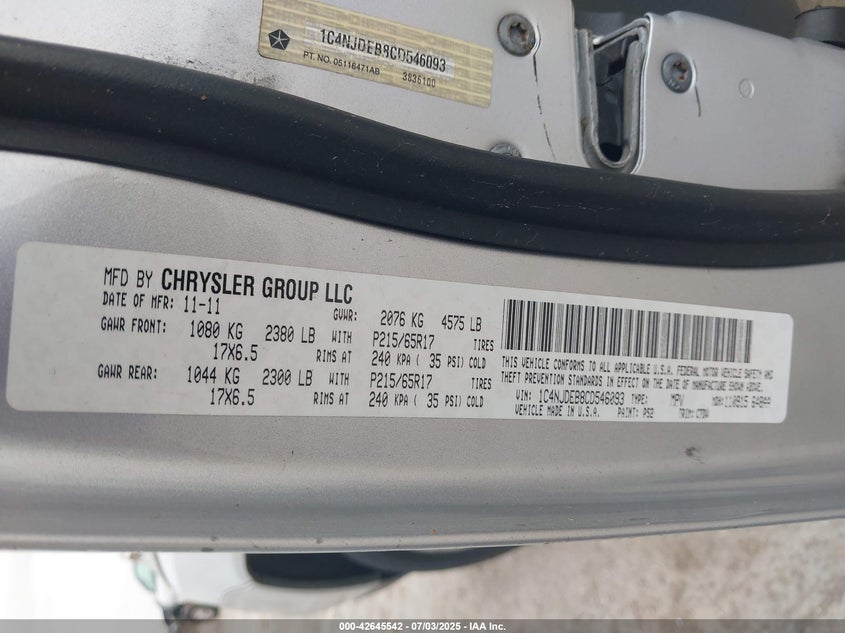 1C4NJDEB8CD546093
PT. NO. 05116471AB 3836100
MFD BY CHRYSLER GROUP LLC
DATE OF MFR: 11-11 GVWR: 2076 KG 4575 LB
GAWR FRONT: 1080 KG 2380 LB WITH P215/65R17 TIRES
17X6.5 RIMS AT 240 KPA ( 35 PSI) COLD
GAWR REAR: 1044 KG 2300 LB WITH P215/65R17 TIRES
17X6.5 RIMS AT 240 KPA ( 35 PSI) COLD
THIS VEHICLE CONFORMS TO ALL APPLICABLE FEDERAL MOTOR VEHICLE SAFETY AND
THEFT PREVENTION STANDARDS IN EFFECT ON THE DATE OF MANUFACTURE SHOWN ABOVE.
VIN: 1C4NJDEB8CD546093 TYPE: MPV MDH:
VEHICLE MADE IN U.S.A. PAINT: PS2 TRIM:
000-42645542 - 07/03/2025 - IAA Inc.